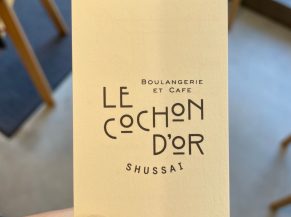 BOULANGERIE
ET CAFE
LE
COCHON
D'OR
SHUSSAI